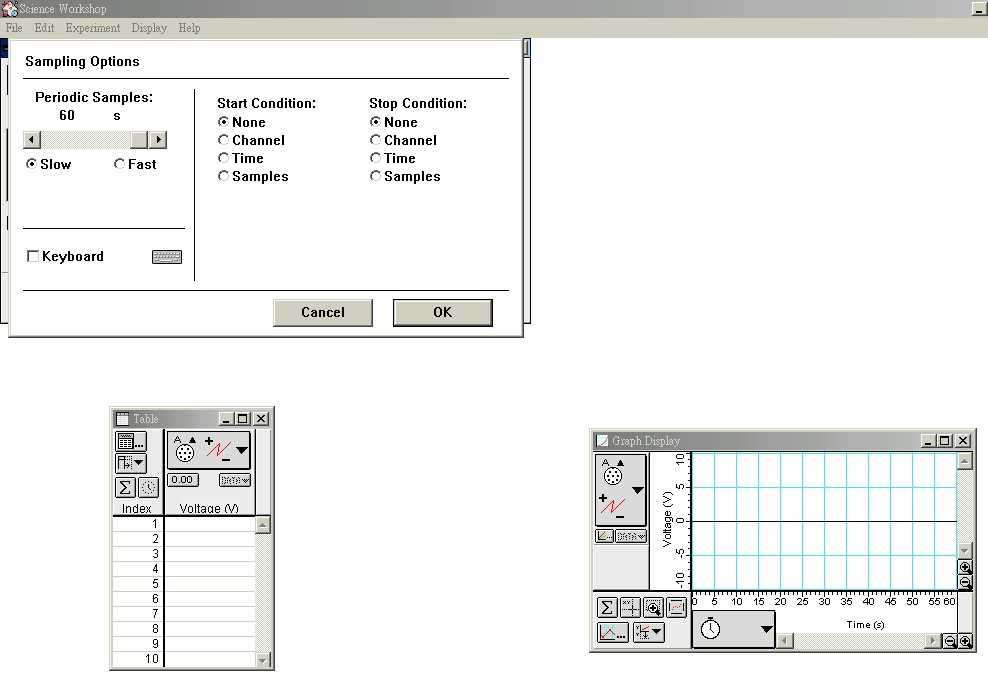 Science Workshop
File Edit Experiment Display Help
Sampling Options
Periodic Samples:
60 s
Slow Fast
Keyboard
Start Condition:
None
Channel
Time
Samples
Stop Condition:
None
Channel
Time
Samples
Cancel OK
Table
A
0.00
Index Voltage (V)
1
2
3
4
5
6
7
8
9
10
Graph Display
A
Voltage (V)
10
5
0
-5
-10
0 5 10 15 20 25 30 35 40 45 50 55 60
Time (s)